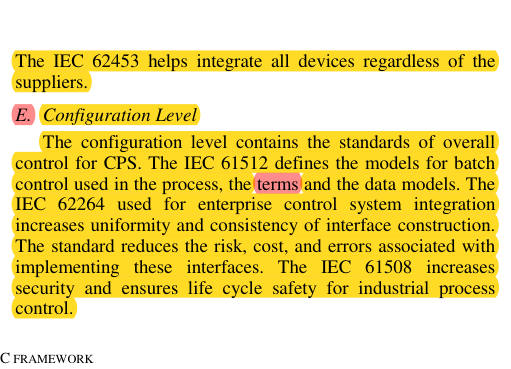 The IEC 62453 helps integrate all devices regardless of the
suppliers.
E. Configuration Level
The configuration level contains the standards of overall
control for CPS. The IEC 61512 defines the models for batch
control used in the process, the terms and the data models. The
IEC 62264 used for enterprise control system integration
increases uniformity and consistency of interface construction.
The standard reduces the risk, cost, and errors associated with
implementing these interfaces. The IEC 61508 increases
security and ensures life cycle safety for industrial process
control.
C FRAMEWORK